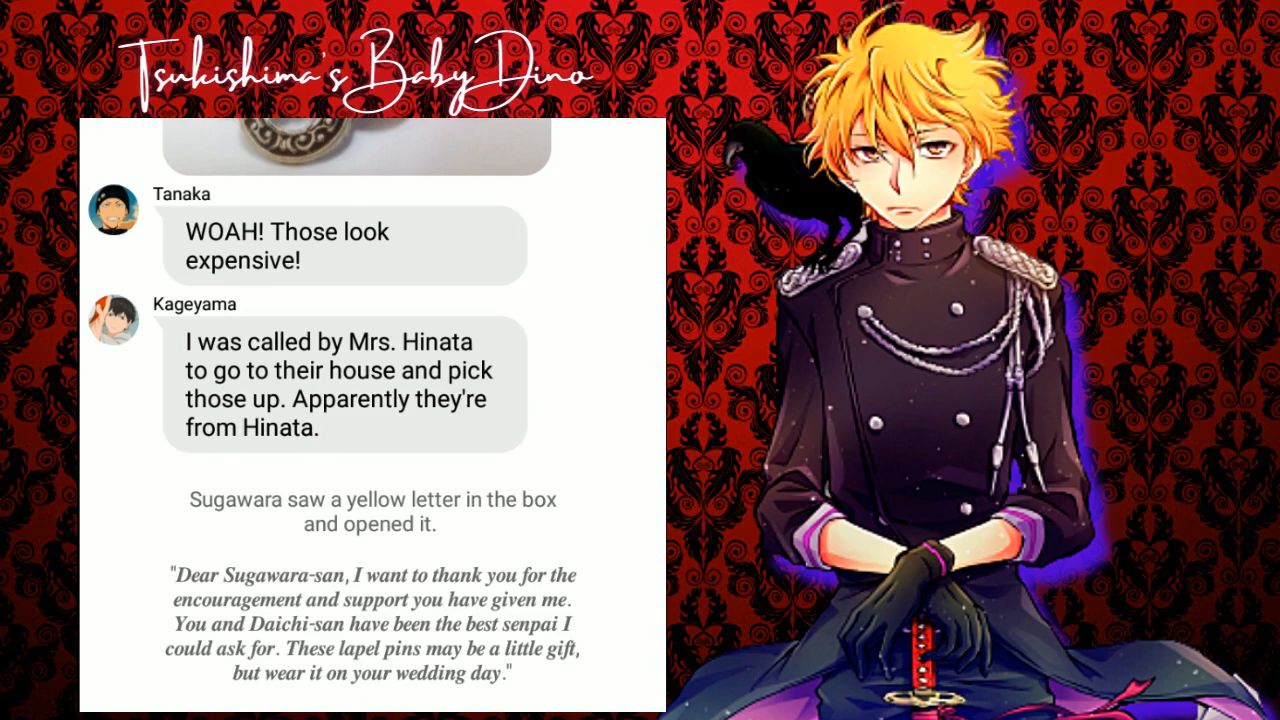 Tsukishima's Baby Dino
Tanaka
WOAH! Those look
expensive!
Kageyama
I was called by Mrs. Hinata
to go to their house and pick
those up. Apparently they're
from Hinata.
Sugawara saw a yellow letter in the box
and opened it.
"Dear Sugawara-san, I want to thank you for the
encouragement and support you have given me.
You and Daichi-san have been the best senpai I
could ask for. These lapel pins may be a little gift,
but wear it on your wedding day."